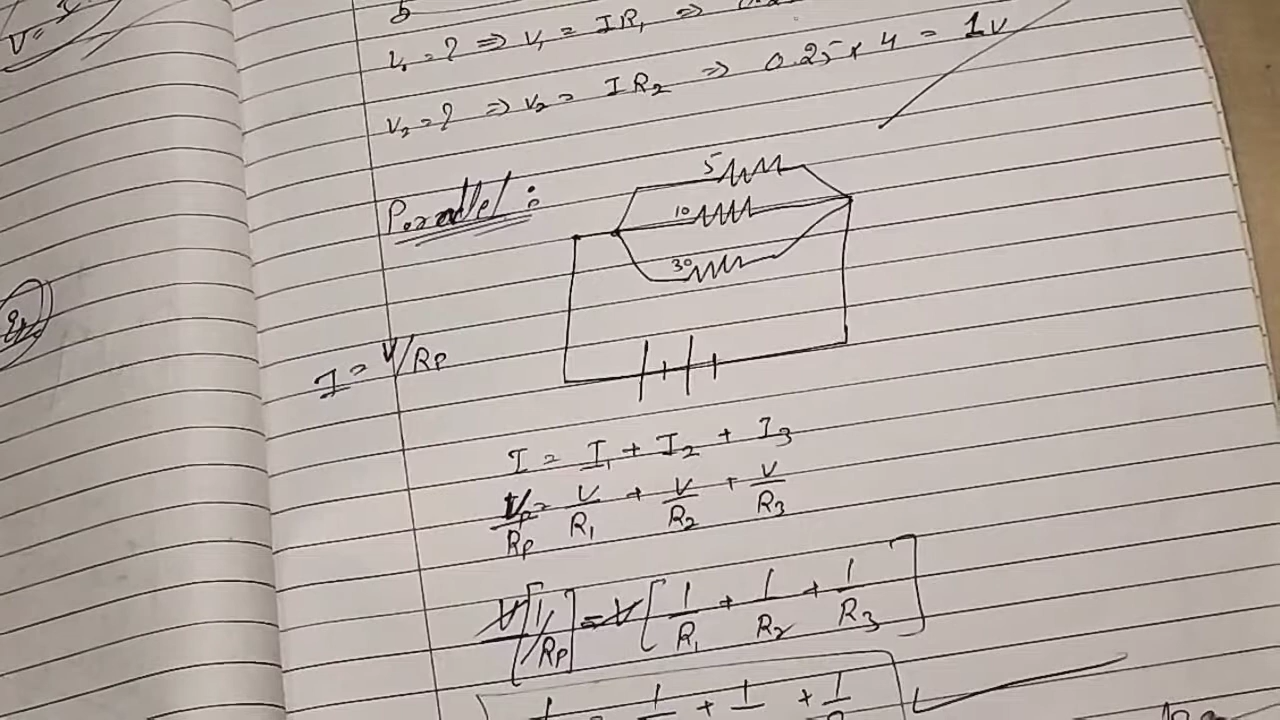 V=
5
V₁ = ? ⇒ V₁ = IR₁ ⇒
V₂ = ? ⇒ V₂ = IR₂ ⇒ 0.25 × 4 = 1v
Parallel :
5
10
30
I = V/Rp
I = I₁ + I₂ + I₃
V/Rp = V/R₁ + V/R₂ + V/R₃
V[1/Rp] = V[1/R₁ + 1/R₂ + 1/R₃]